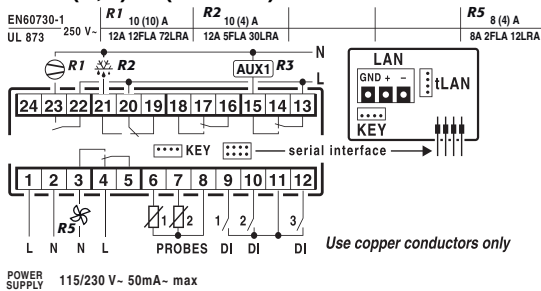 EN60730-1 250 V~ R1 10 (10) A R2 10 (4) A R5 8 (4) A
UL 873 12A 12FLA 72LRA 12A 5FLA 30LRA 8A 2FLA 12LRA
N
R1 R2 AUX1 R3
L
LAN
GND + -
tLAN
KEY
24 23 22 21 20 19 18 17 16 15 14 13
KEY serial interface
1 2 3 4 5 6 7 8 9 10 11 12
R5 1 2 1 2 3
L N N L PROBES DI DI DI
Use copper conductors only
POWER SUPPLY 115/230 V~ 50mA~ max